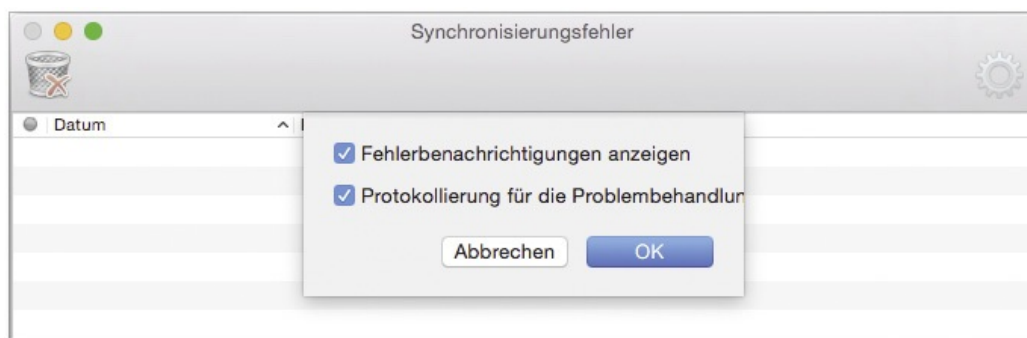 Synchronisierungsfehler
Datum
Fehlerbenachrichtigungen anzeigen
Protokollierung für die Problembehandlun
Abbrechen
OK